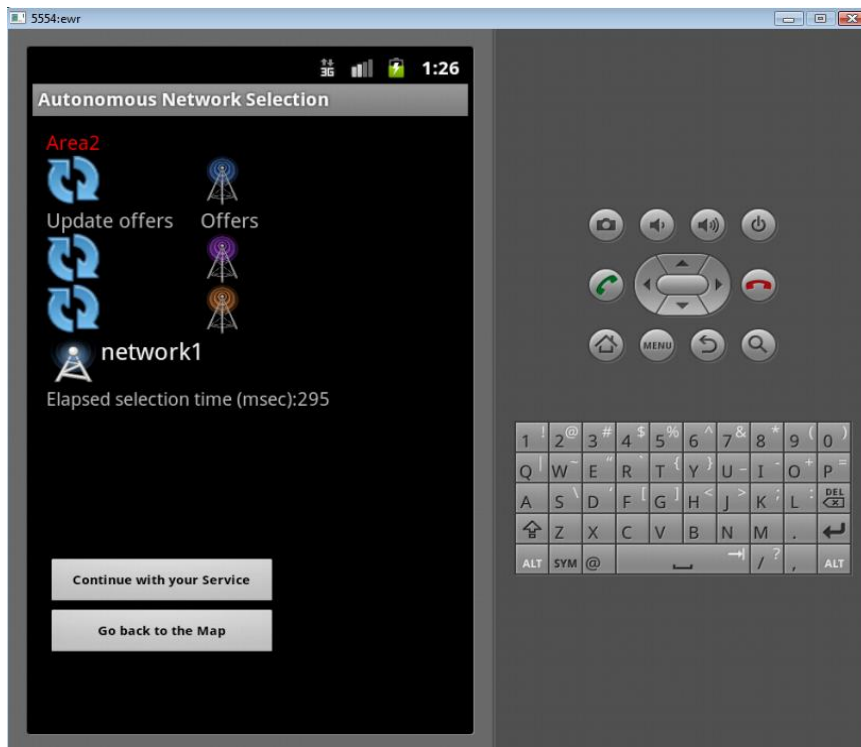 5554:ewr
3G 1:26
Autonomous Network Selection
Area2
Update offers Offers
network1
Elapsed selection time (msec):295
Continue with your Service
Go back to the Map
MENU
1 ! 2 @ 3 # 4 $ 5 % 6 ^ 7 & 8 * 9 ( 0 )
Q | W ~ E " R ` T { Y } U - I - O + P =
A S \ D ' F [ G ] H < J > K ; L : DEL
Z X C V B N M .
ALT SYM @ / ? , ALT